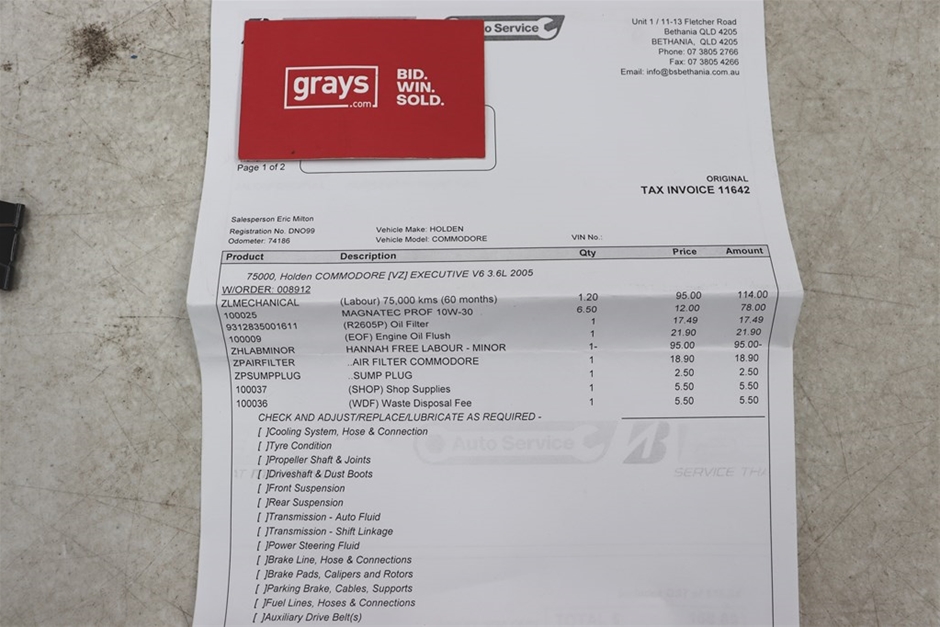 o Service
Unit 1 / 11-13 Fletcher Road
Bethania QLD 4205
BETHANIA, QLD 4205
Phone: 07 3805 2766
Fax: 07 3805 4266
Email: info@bsbethania.com.au
grays
.com
BID.
WIN.
SOLD.
Page 1 of 2
ORIGINAL
TAX INVOICE 11642
Salesperson Eric Milton
Registration No. DNO99 Vehicle Make: HOLDEN
Odometer: 74186 Vehicle Model: COMMODORE VIN No.:
Product Description Qty Price Amount
75000, Holden COMMODORE [VZ] EXECUTIVE V6 3.6L 2005
W/ORDER: 008912
ZLMECHANICAL (Labour) 75,000 kms (60 months) 1.20 95.00 114.00
100025 MAGNATEC PROF 10W-30 6.50 12.00 78.00
9312835001611 (R2605P) Oil Filter 1 17.49 17.49
100009 (EOF) Engine Oil Flush 1 21.90 21.90
ZHLABMINOR HANNAH FREE LABOUR - MINOR 1- 95.00 95.00-
ZPAIRFILTER ..AIR FILTER COMMODORE 1 18.90 18.90
ZPSUMPPLUG ..SUMP PLUG 1 2.50 2.50
100037 (SHOP) Shop Supplies 1 5.50 5.50
100036 (WDF) Waste Disposal Fee 1 5.50 5.50
CHECK AND ADJUST/REPLACE/LUBRICATE AS REQUIRED -
[ ]Cooling System, Hose & Connection
[ ]Tyre Condition
[ ]Propeller Shaft & Joints
[ ]Driveshaft & Dust Boots
[ ]Front Suspension
[ ]Rear Suspension
[ ]Transmission - Auto Fluid
[ ]Transmission - Shift Linkage
[ ]Power Steering Fluid
[ ]Brake Line, Hose & Connections
[ ]Brake Pads, Calipers and Rotors
[ ]Parking Brake, Cables, Supports
[ ]Fuel Lines, Hoses & Connections
[ ]Auxiliary Drive Belt(s)
Auto Service
SERVICE THA